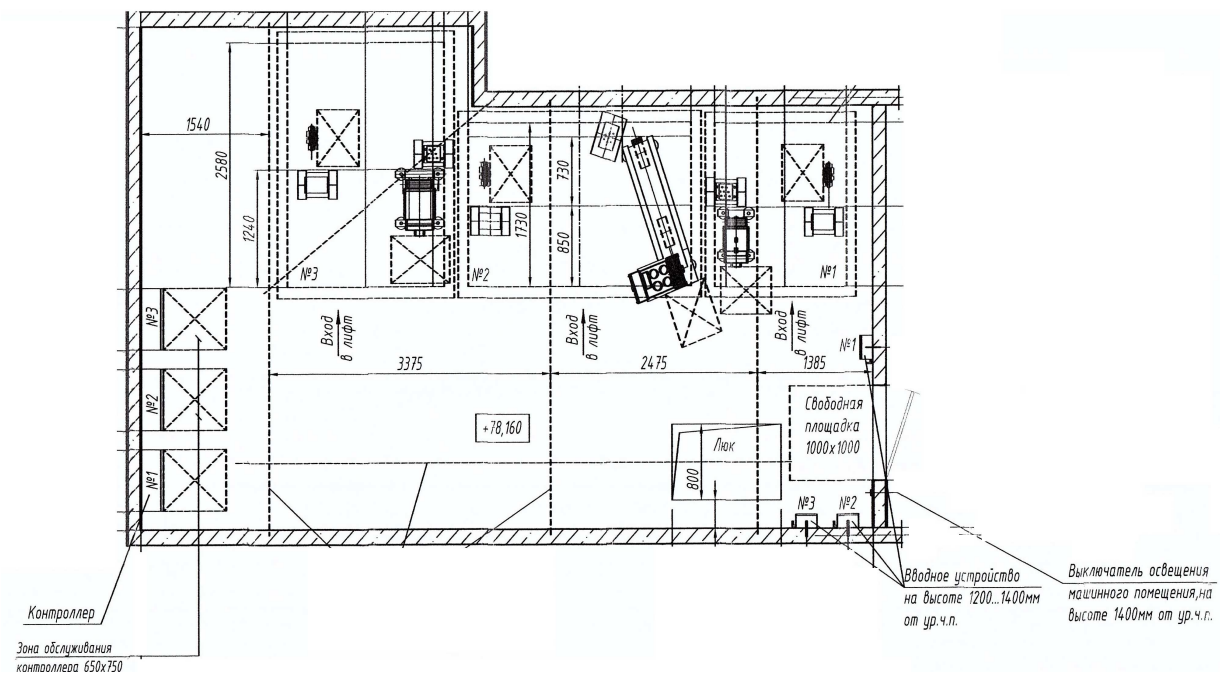 1540
2580
1240
№3
№2
1730
730
850
№1
Вход
в лифт
Вход
в лифт
Вход
в лифт
3375
2475
1385
№1
№3
№2
№1
+78,160
Люк
800
Свободная
площадка
1000х1000
№3
№2
Контроллер
Зона обслуживания
контроллера 650х750
Вводное устройство
на высоте 1200...1400мм
от ур.ч.п.
Выключатель освещения
машинного помещения,на
высоте 1400мм от ур.ч.п.